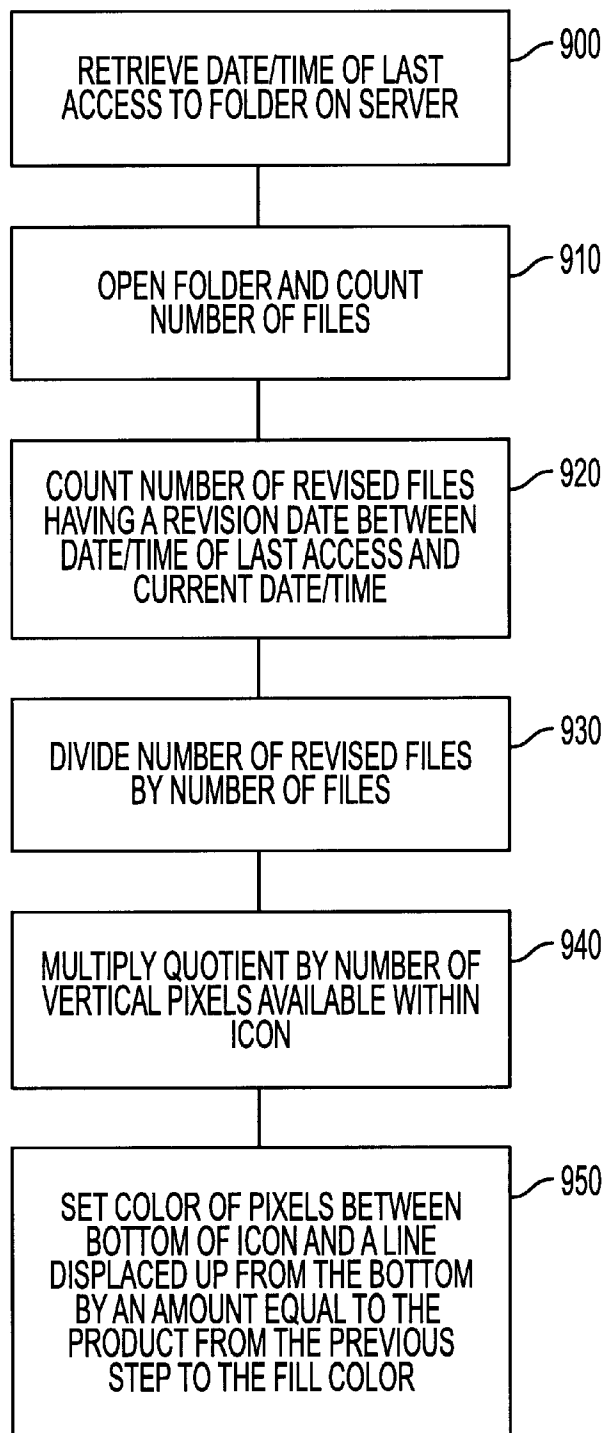 RETRIEVE DATE/TIME OF LAST
ACCESS TO FOLDER ON SERVER
900
OPEN FOLDER AND COUNT
NUMBER OF FILES
910
COUNT NUMBER OF REVISED FILES
HAVING A REVISION DATE BETWEEN
DATE/TIME OF LAST ACCESS AND
CURRENT DATE/TIME
920
DIVIDE NUMBER OF REVISED FILES
BY NUMBER OF FILES
930
MULTIPLY QUOTIENT BY NUMBER OF
VERTICAL PIXELS AVAILABLE WITHIN
ICON
940
SET COLOR OF PIXELS BETWEEN
BOTTOM OF ICON AND A LINE
DISPLACED UP FROM THE BOTTOM
BY AN AMOUNT EQUAL TO THE
PRODUCT FROM THE PREVIOUS
STEP TO THE FILL COLOR
950